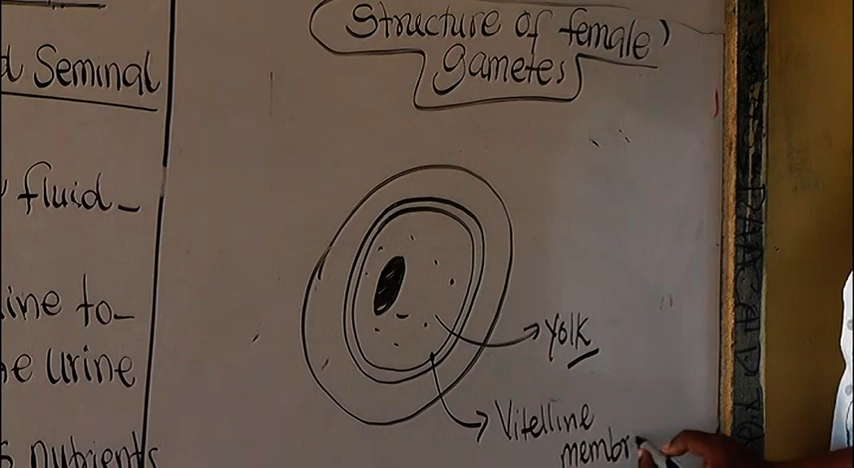 Structure of female
gametes
d Seminal
fluid-
ine to-
e Urine
s nutrients
Yolk
Vitelline
membr